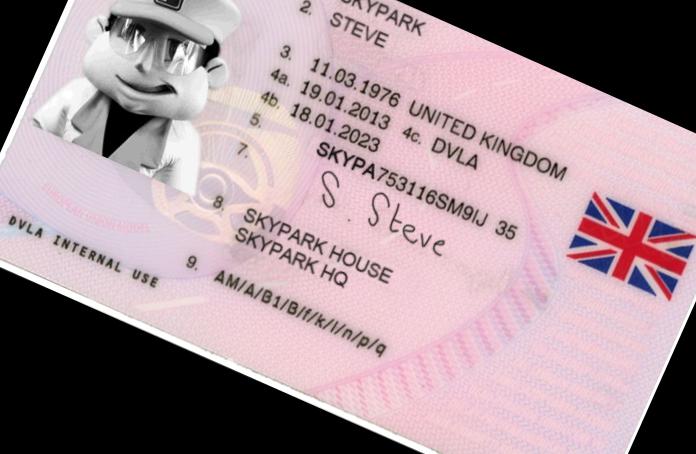 SKYPARK
2. STEVE
3. 11.03.1976 UNITED KINGDOM
4a. 19.01.2013 4c. DVLA
4b. 18.01.2023
5. SKYPA753116SM9IJ 35
7. S. Steve
8. SKYPARK HOUSE
SKYPARK HQ
9. AM/A/B1/B/f/k/l/n/p/q
DVLA INTERNAL USE